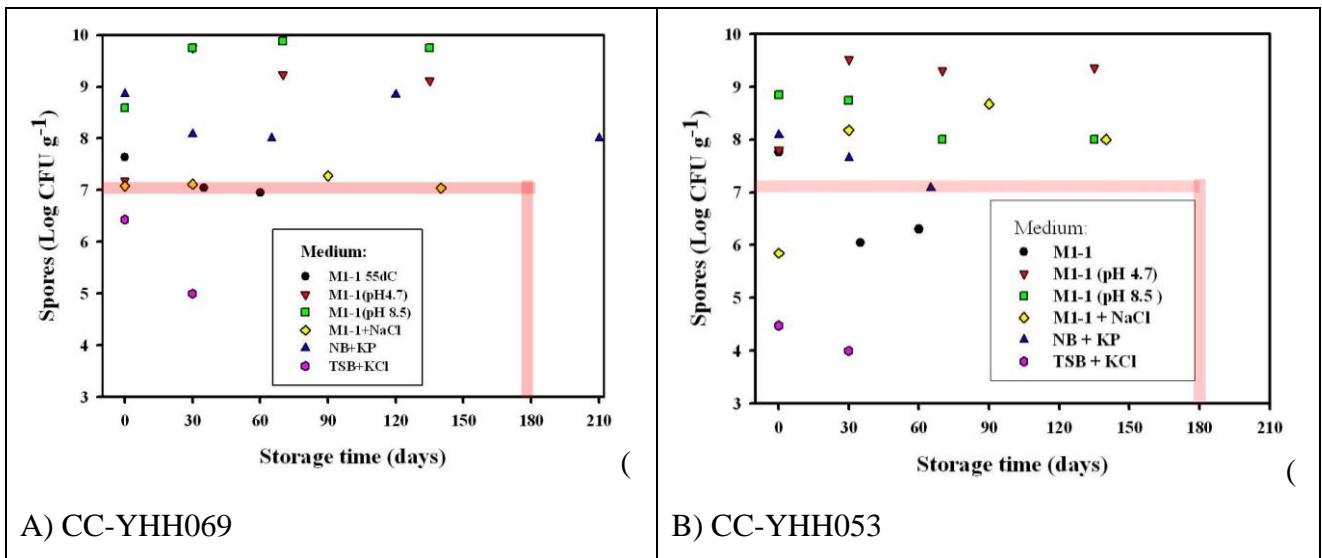 10
9
8
7
6
5
4
3
Spores (Log CFU g-1)
Medium:
M1-1 55dC
M1-1(pH4.7)
M1-1(pH 8.5)
M1-1+NaCl
NB+KP
TSB+KCl
0 30 60 90 120 150 180 210
Storage time (days)
(
A) CC-YHH069
10
9
8
7
6
5
4
3
Spores (Log CFU g-1)
Medium:
M1-1
M1-1 (pH 4.7)
M1-1 (pH 8.5 )
M1-1 + NaCl
NB + KP
TSB + KCl
0 30 60 90 120 150 180 210
Storage time (days)
(
B) CC-YHH053